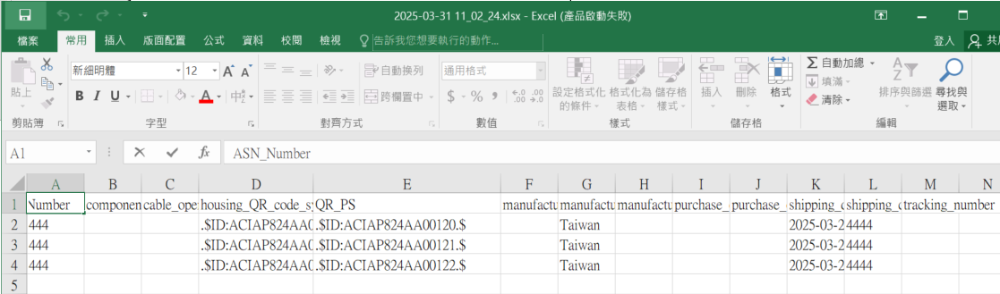 2025-03-31 11_02_24.xlsx - Excel (產品啟動失敗)
檔案 常用 插入 版面配置 公式 資料 校閱 檢視 告訴我您想要執行的動作... 登入 共
新細明體 12 A A 自動換列 通用格式 自動加總
貼上 B I U A 中 跨欄置中 $ % 設定格式化的條件 格式化為表格 儲存格樣式 插入 刪除 格式 填滿 清除 排序與篩選 尋找與選取
剪貼簿 字型 對齊方式 數值 樣式 儲存格 編輯
A1 fx ASN_Number
A B C D E F G H I J K L M N
1 Number componen cable_ope housing_QR_code_s QR_PS manufactu manufactu manufactu purchase_ purchase_ shipping_ shipping_ tracking_number
2 444 .$ID:ACIAP824AA0 .$ID:ACIAP824AA00120.$ Taiwan 2025-03-2 4444
3 444 .$ID:ACIAP824AA0 .$ID:ACIAP824AA00121.$ Taiwan 2025-03-2 4444
4 444 .$ID:ACIAP824AA0 .$ID:ACIAP824AA00122.$ Taiwan 2025-03-2 4444
5